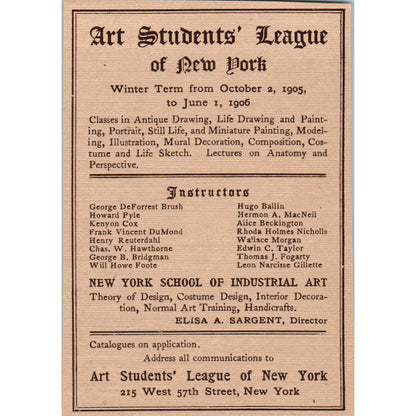 Art Students' League
of New York
Winter Term from October 2, 1905,
to June 1, 1906
Classes in Antique Drawing, Life Drawing and Paint-
ing, Portrait, Still Life, and Miniature Painting, Model-
ing, Illustration, Mural Decoration, Composition, Cos-
tume and Life Sketch. Lectures on Anatomy and
Perspective.
Instructors
George DeForrest Brush
Howard Pyle
Kenyon Cox
Frank Vincent DuMond
Henry Reuterdahl
Chas. W. Hawthorne
George B. Bridgman
Will Howe Foote
Hugo Ballin
Hermon A. MacNeil
Alice Beckington
Rhoda Holmes Nicholls
Wallace Morgan
Edwin C. Taylor
Thomas J. Fogarty
Leon Narcisse Gillette
NEW YORK SCHOOL OF INDUSTRIAL ART
Theory of Design, Costume Design, Interior Decora-
tion, Normal Art Training, Handicrafts.
ELISA A. SARGENT, Director
Catalogues on application.
Address all communications to
Art Students' League of New York
215 West 57th Street, New York